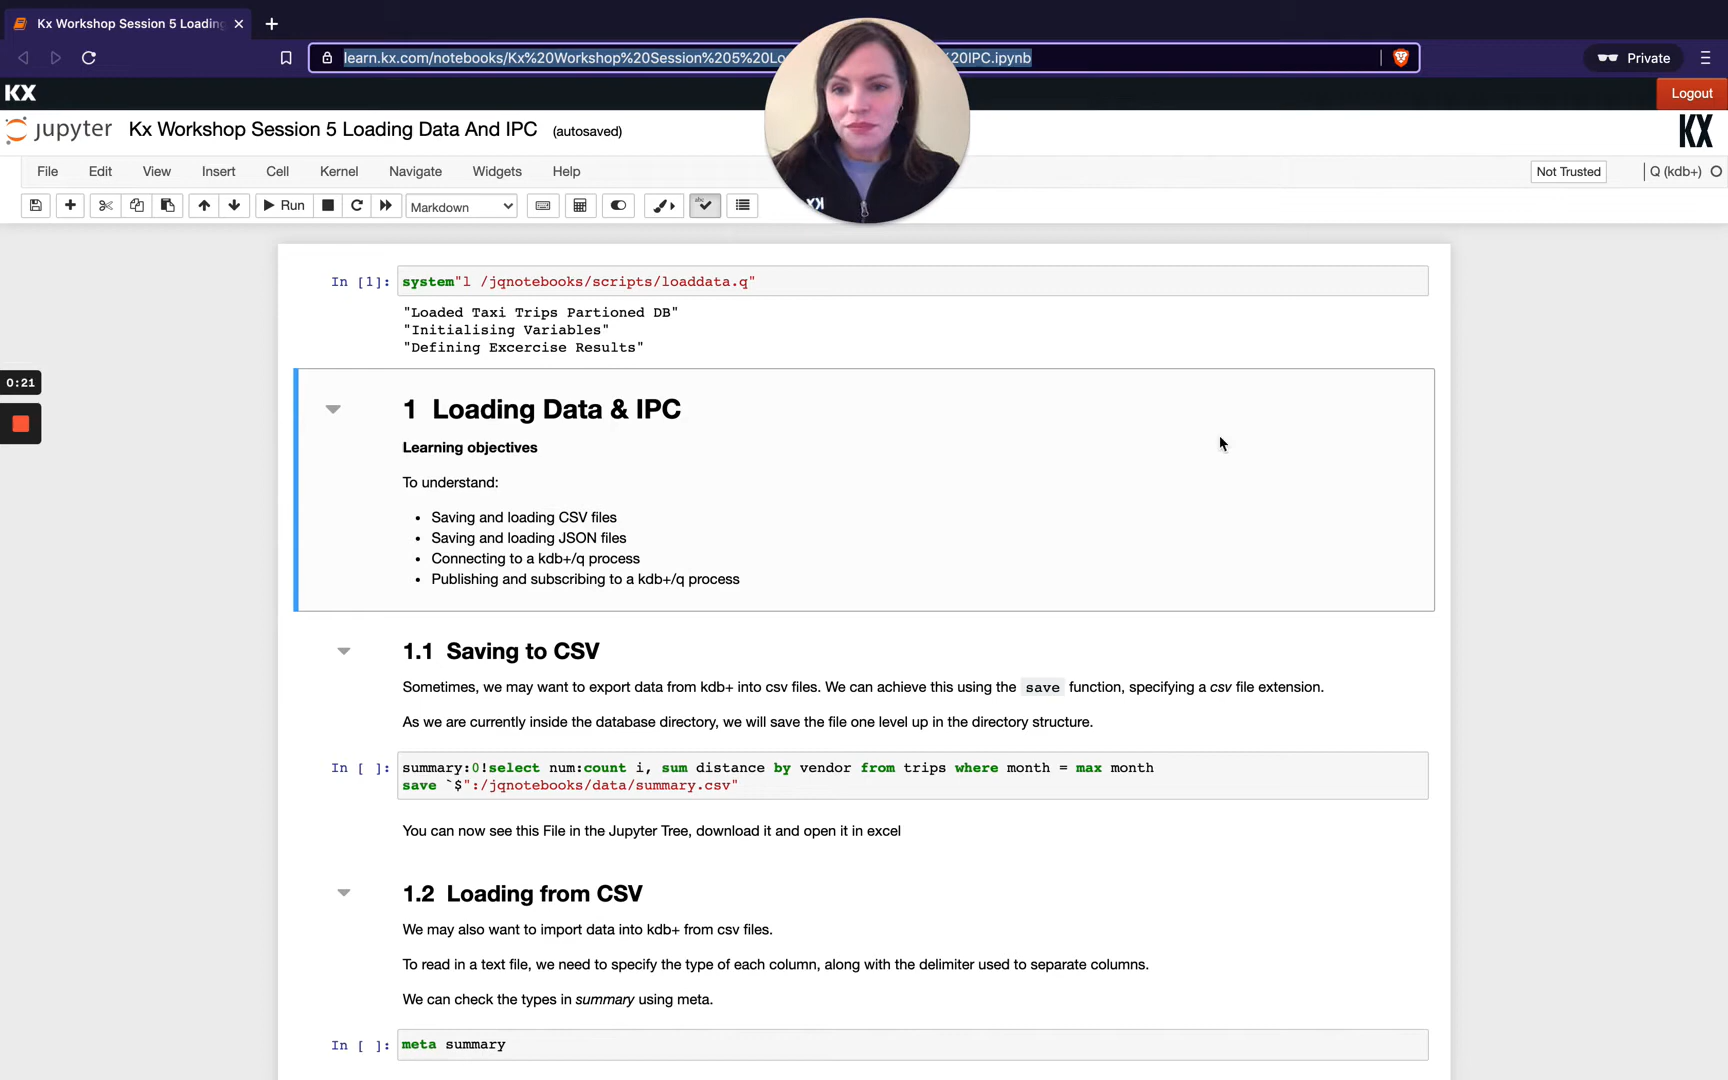 Kx Workshop Session 5 Loading
learn.kx.com/notebooks/Kx%20Workshop%20Session%205%20Lo
%20IPC.ipynb
Private
KX
Logout
jupyter
Kx Workshop Session 5 Loading Data And IPC (autosaved)
KX
File Edit View Insert Cell Kernel Navigate Widgets Help
Not Trusted
Q (kdb+)
Run
Markdown
In [1]: system"l /jqnotebooks/scripts/loaddata.q"
"Loaded Taxi Trips Partioned DB"
"Initialising Variables"
"Defining Excercise Results"
0:21
1 Loading Data & IPC
Learning objectives
To understand:
• Saving and loading CSV files
• Saving and loading JSON files
• Connecting to a kdb+/q process
• Publishing and subscribing to a kdb+/q process
1.1 Saving to CSV
Sometimes, we may want to export data from kdb+ into csv files. We can achieve this using the save function, specifying a csv file extension.
As we are currently inside the database directory, we will save the file one level up in the directory structure.
In [ ]: summary:0!select num:count i, sum distance by vendor from trips where month = max month
save `$":/jqnotebooks/data/summary.csv"
You can now see this File in the Jupyter Tree, download it and open it in excel
1.2 Loading from CSV
We may also want to import data into kdb+ from csv files.
To read in a text file, we need to specify the type of each column, along with the delimiter used to separate columns.
We can check the types in summary using meta.
In [ ]: meta summary